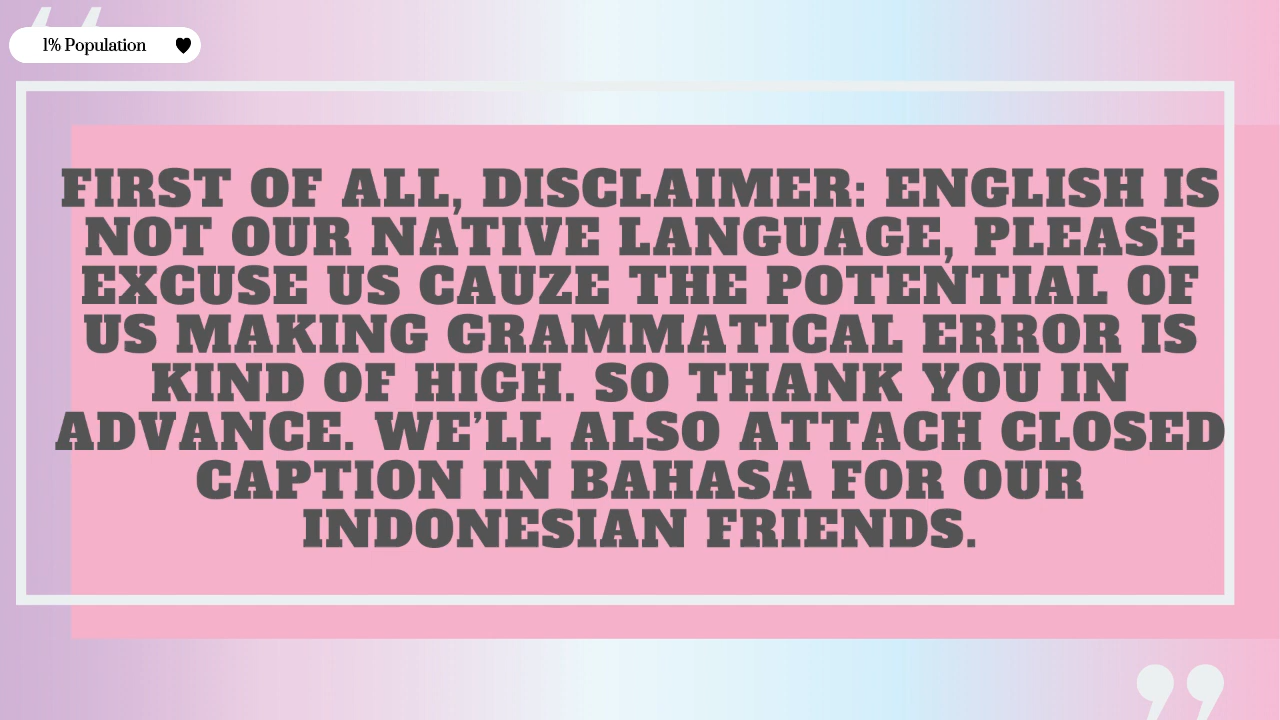 1% Population
FIRST OF ALL, DISCLAIMER: ENGLISH IS
NOT OUR NATIVE LANGUAGE, PLEASE
EXCUSE US CAUZE THE POTENTIAL OF
US MAKING GRAMMATICAL ERROR IS
KIND OF HIGH. SO THANK YOU IN
ADVANCE. WE’LL ALSO ATTACH CLOSED
CAPTION IN BAHASA FOR OUR
INDONESIAN FRIENDS.